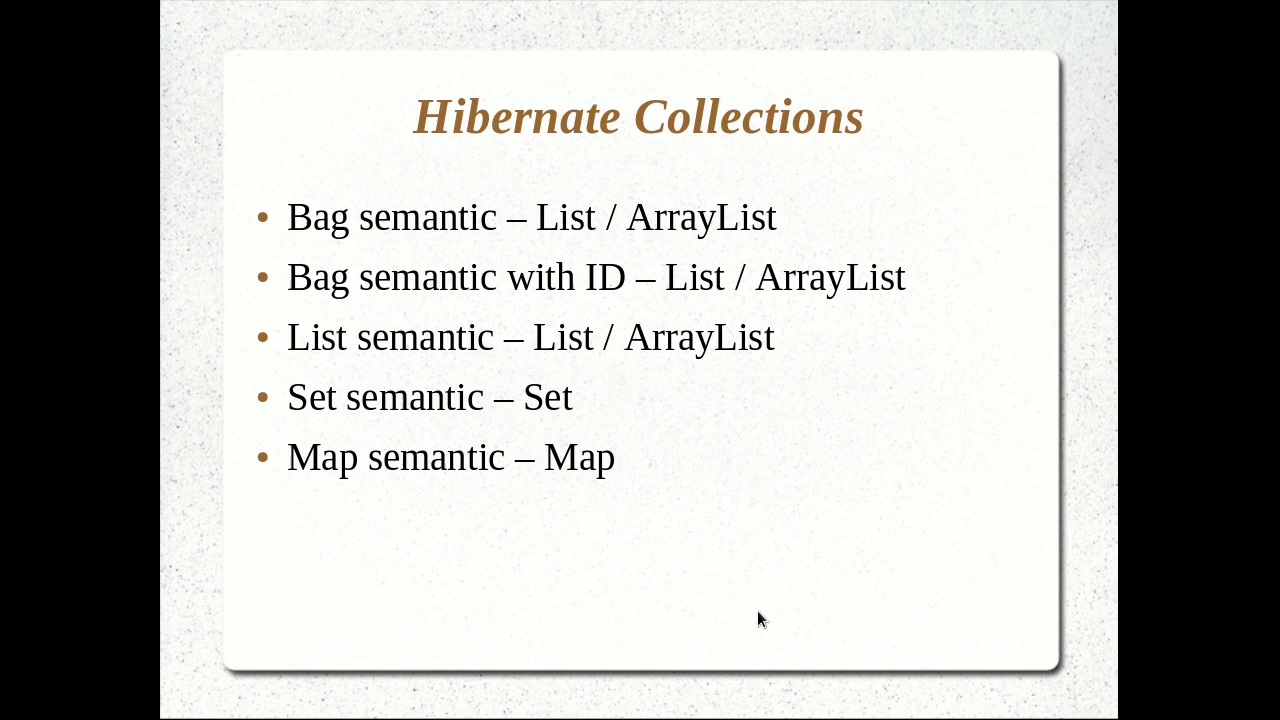 Hibernate Collections
• Bag semantic – List / ArrayList
• Bag semantic with ID – List / ArrayList
• List semantic – List / ArrayList
• Set semantic – Set
• Map semantic – Map